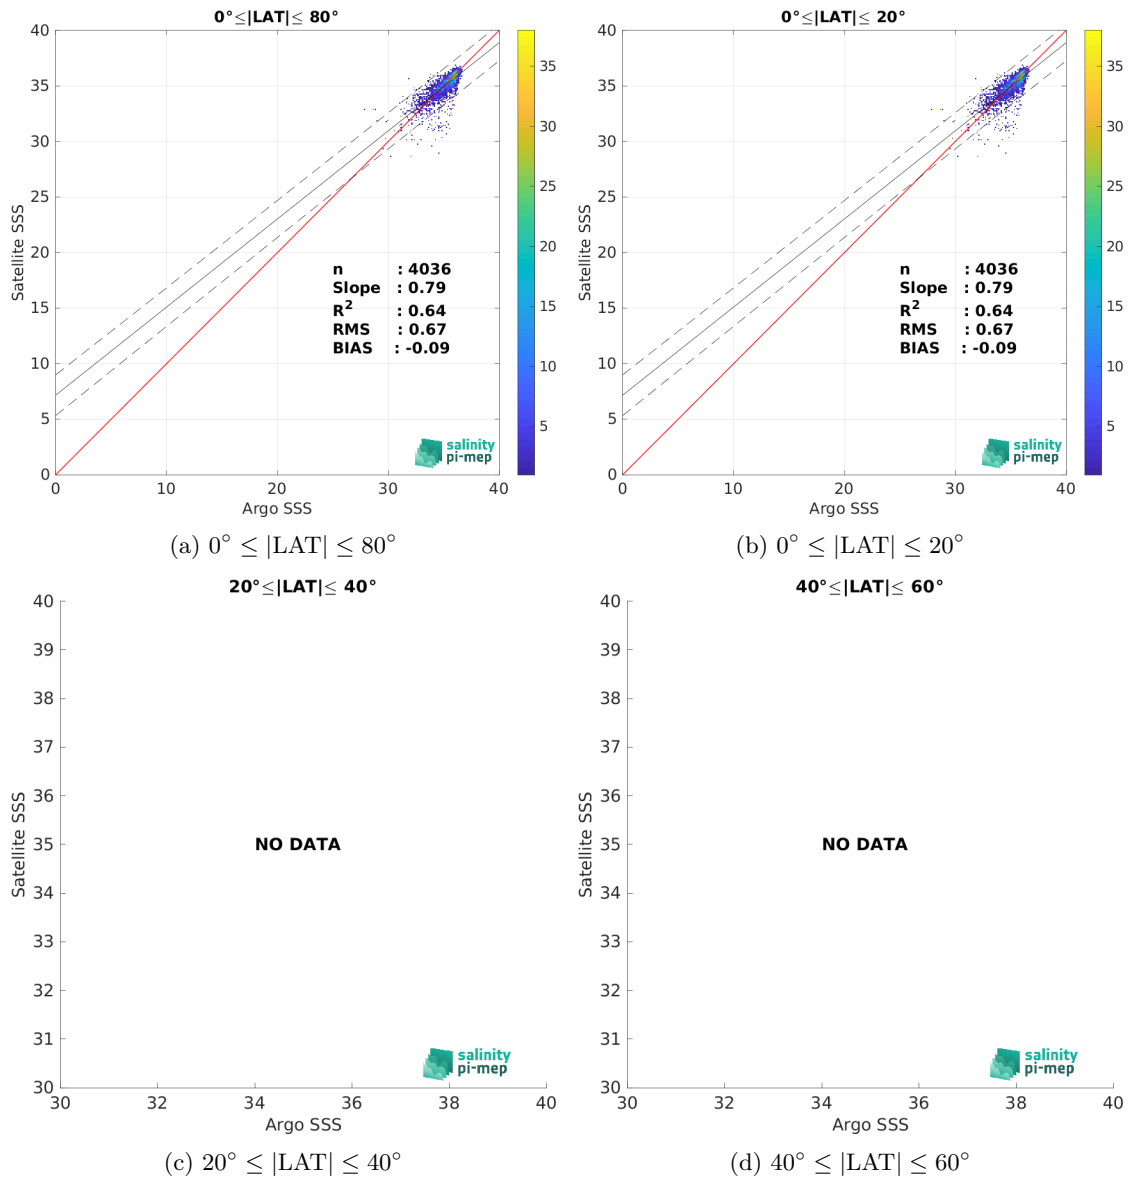 0°≤|LAT|≤ 80°
40
35
30
25
20
15
10
5
0
0
10
20
30
40
Satellite SSS
Argo SSS
n : 4036
Slope : 0.79
R² : 0.64
RMS : 0.67
BIAS : -0.09
salinity
pi-mep
35
30
25
20
15
10
5
(a) 0° ≤ |LAT| ≤ 80°
0°≤|LAT|≤ 20°
40
35
30
25
20
15
10
5
0
0
10
20
30
40
Satellite SSS
Argo SSS
n : 4036
Slope : 0.79
R² : 0.64
RMS : 0.67
BIAS : -0.09
salinity
pi-mep
35
30
25
20
15
10
5
(b) 0° ≤ |LAT| ≤ 20°
20°≤|LAT|≤ 40°
40
39
38
37
36
35
34
33
32
31
30
30
32
34
36
38
40
Satellite SSS
Argo SSS
NO DATA
salinity
pi-mep
(c) 20° ≤ |LAT| ≤ 40°
40°≤|LAT|≤ 60°
40
39
38
37
36
35
34
33
32
31
30
30
32
34
36
38
40
Satellite SSS
Argo SSS
NO DATA
salinity
pi-mep
(d) 40° ≤ |LAT| ≤ 60°